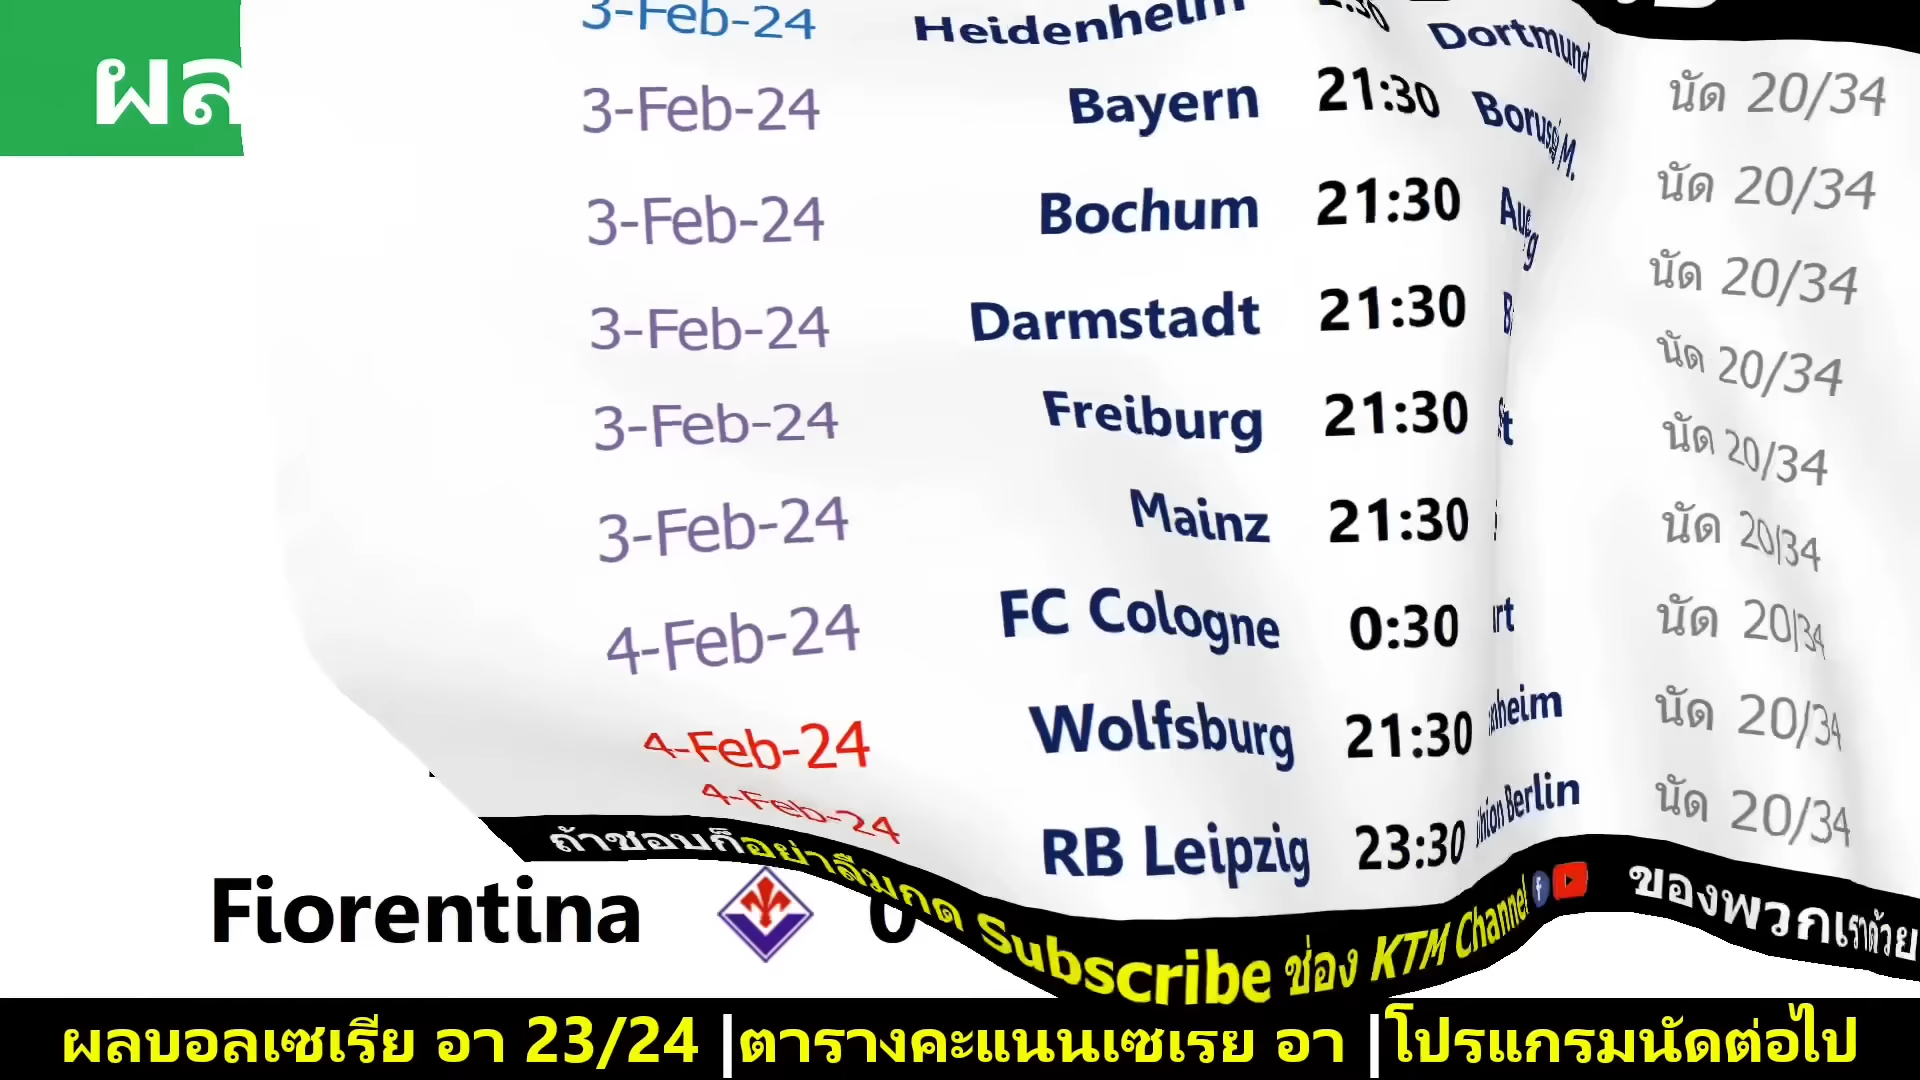 ผล
3-Feb-24 Heidenheim Dortmund
3-Feb-24 Bayern 21:30 นัด 20/34
3-Feb-24 Bochum 21:30 นัด 20/34
3-Feb-24 Darmstadt 21:30 นัด 20/34
3-Feb-24 Freiburg 21:30 นัด 20/34
3-Feb-24 Mainz 21:30 นัด 20/34
4-Feb-24 FC Cologne 0:30 นัด 20/34
4-Feb-24 Wolfsburg 21:30 นัด 20/34
4-Feb-24 RB Leipzig 23:30 Union Berlin นัด 20/34
นัด 20/34
ถ้าชอบก็อย่าลืมกด Subscribe ช่อง KTM Channel ของพวกเราด้วย
Fiorentina 0
ผลบอลเซเรีย อา 23/24 |ตารางคะแนนเซเรย อา |โปรแกรมนัดต่อไป